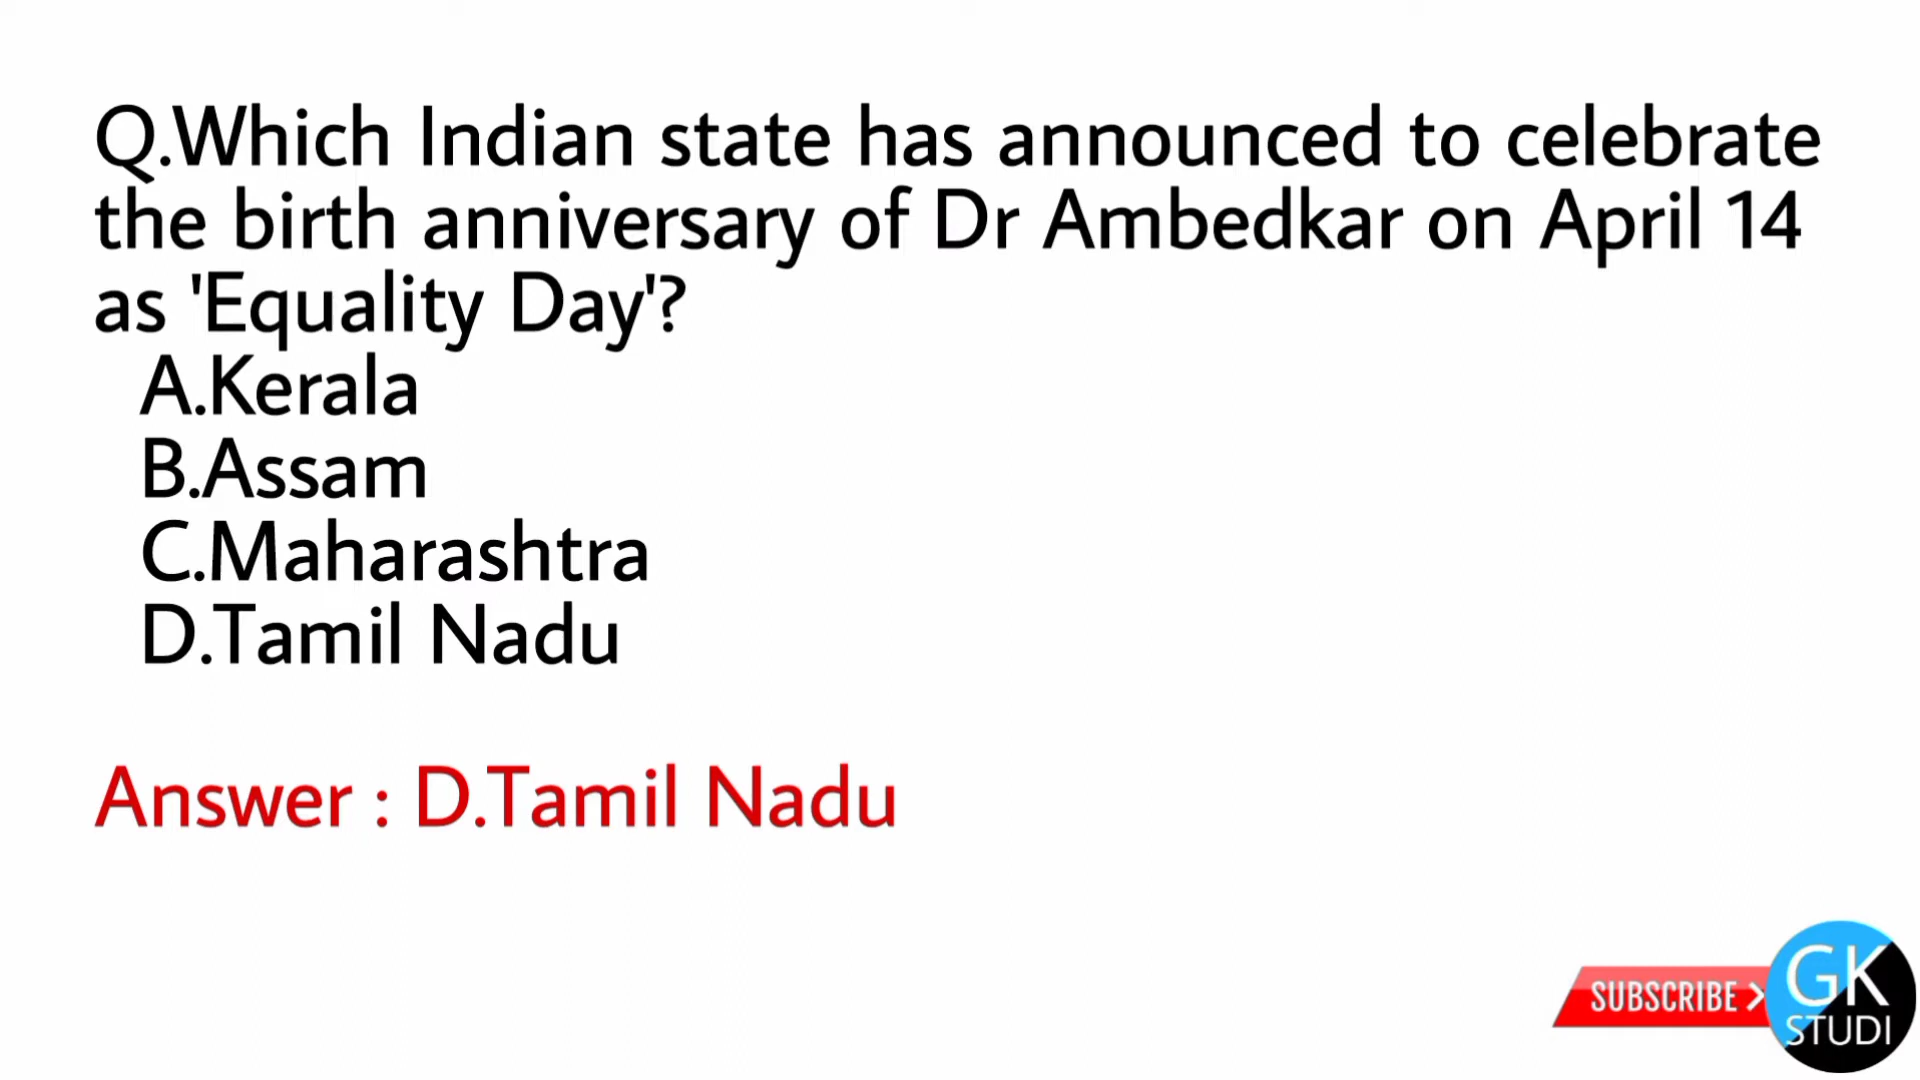 Q.Which Indian state has announced to celebrate
the birth anniversary of Dr Ambedkar on April 14
as 'Equality Day'?
A.Kerala
B.Assam
C.Maharashtra
D.Tamil Nadu
Answer : D.Tamil Nadu
SUBSCRIBE
GK
STUDI